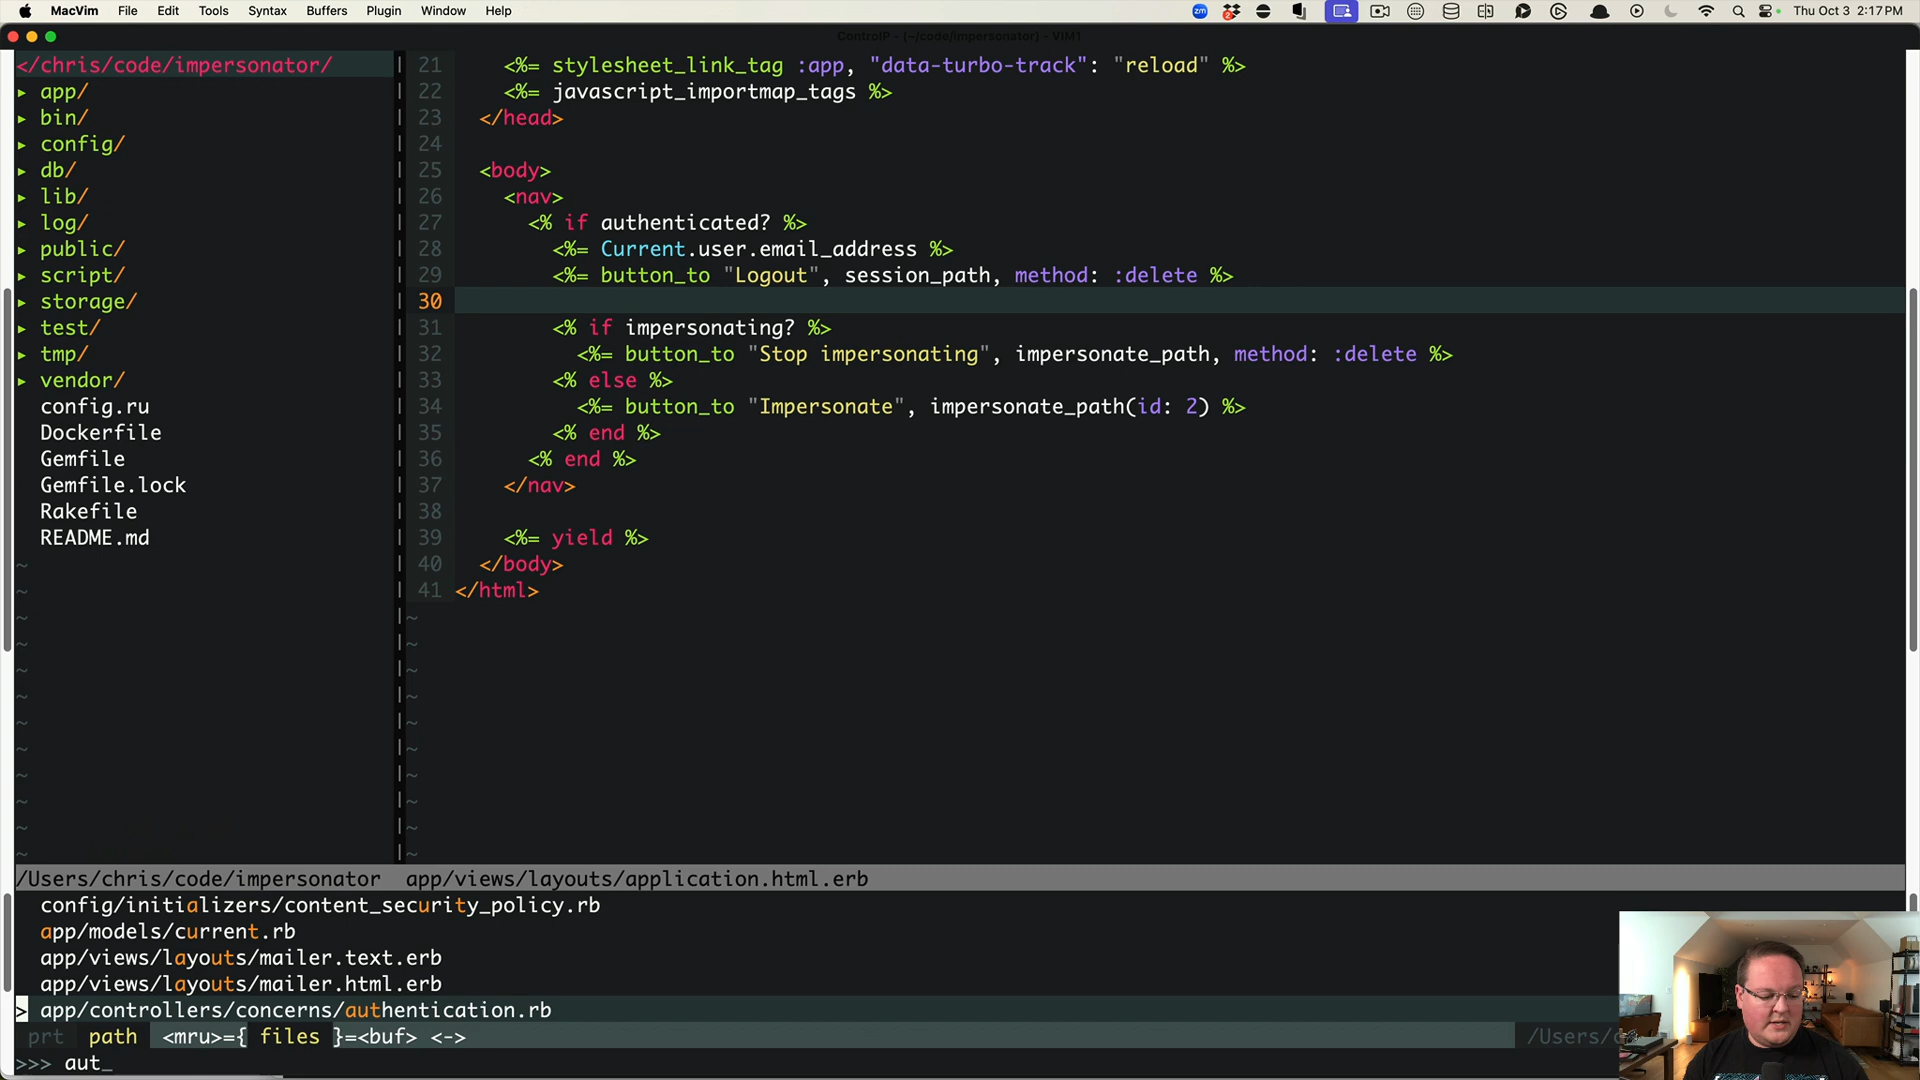 MacVim File Edit Tools Syntax Buffers Plugin Window Help
Thu Oct 3 2:17 PM
ControlP - [~/code/impersonator] - VIM1
</chris/code/impersonator/
▸ app/
▸ bin/
▸ config/
▸ db/
▸ lib/
▸ log/
▸ public/
▸ script/
▸ storage/
▸ test/
▸ tmp/
▸ vendor/
config.ru
Dockerfile
Gemfile
Gemfile.lock
Rakefile
README.md
21 <%= stylesheet_link_tag :app, "data-turbo-track": "reload" %>
22 <%= javascript_importmap_tags %>
23 </head>
24
25 <body>
26 <nav>
27 <% if authenticated? %>
28 <%= Current.user.email_address %>
29 <%= button_to "Logout", session_path, method: :delete %>
30
31 <% if impersonating? %>
32 <%= button_to "Stop impersonating", impersonate_path, method: :delete %>
33 <% else %>
34 <%= button_to "Impersonate", impersonate_path(id: 2) %>
35 <% end %>
36 <% end %>
37 </nav>
38
39 <%= yield %>
40 </body>
41 </html>
/Users/chris/code/impersonator app/views/layouts/application.html.erb
config/initializers/content_security_policy.rb
app/models/current.rb
app/views/layouts/mailer.text.erb
app/views/layouts/mailer.html.erb
> app/controllers/concerns/authentication.rb
prt path <mru>={ files }=<buf> <-> /Users/
>>> aut_